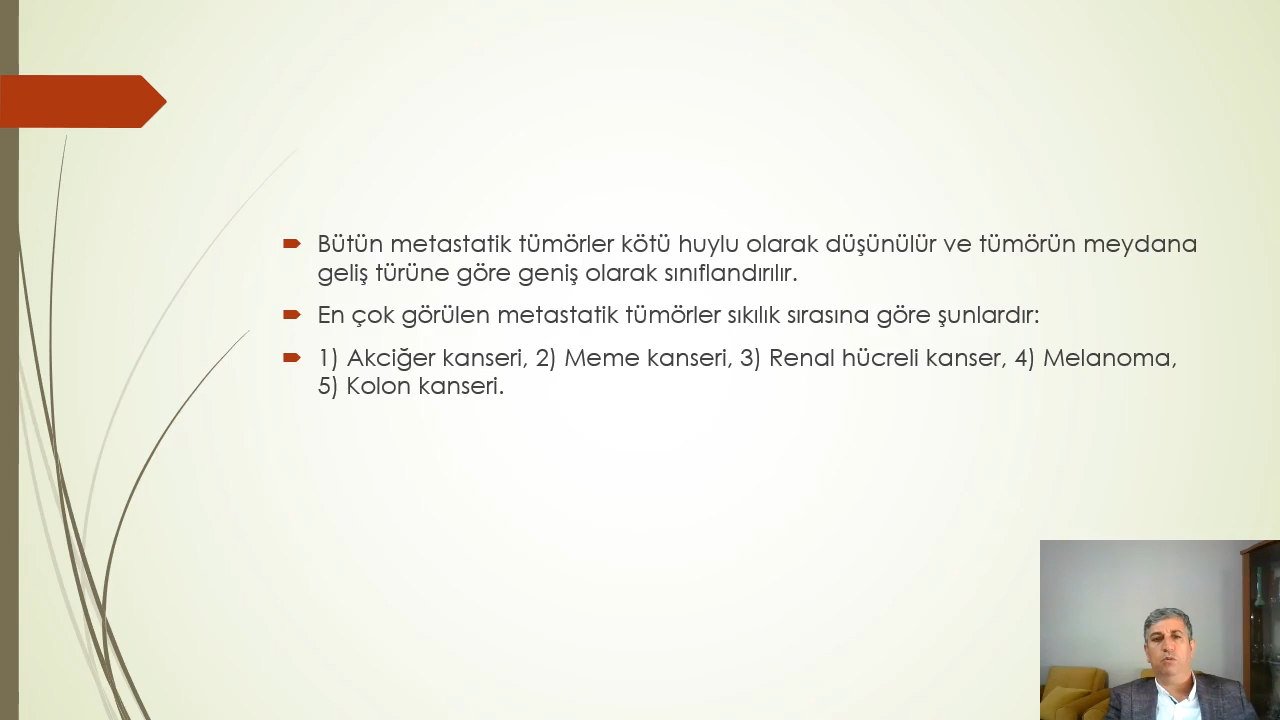 Bütün metastatik tümörler kötü huylu olarak düşünülür ve tümörün meydana
geliş türüne göre geniş olarak sınıflandırılır.
En çok görülen metastatik tümörler sıkılık sırasına göre şunlardır:
1) Akciğer kanseri, 2) Meme kanseri, 3) Renal hücreli kanser, 4) Melanoma,
5) Kolon kanseri.